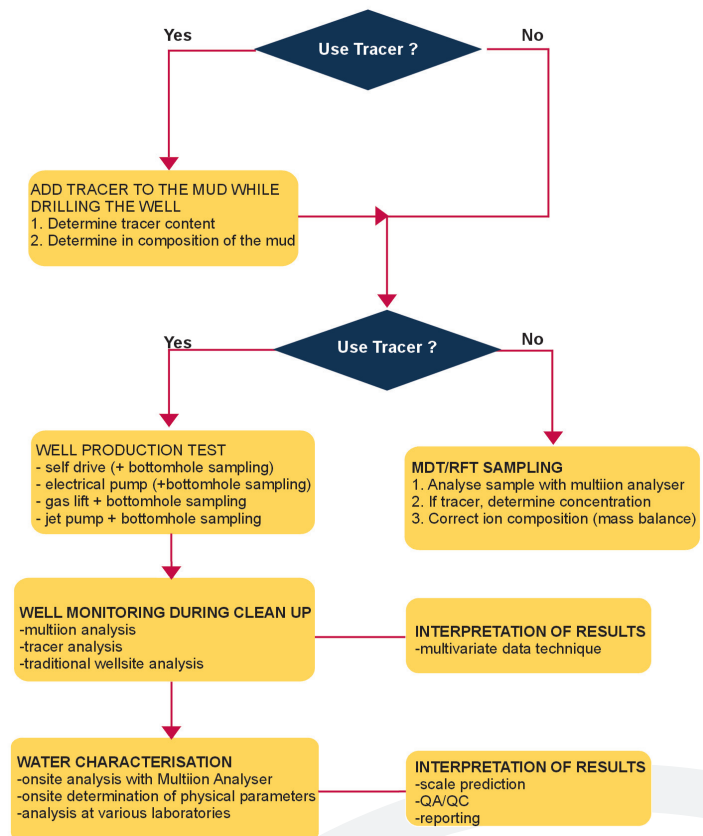 Use Tracer ?
Yes
No
ADD TRACER TO THE MUD WHILE
DRILLING THE WELL
1. Determine tracer content
2. Determine in composition of the mud
Use Tracer ?
Yes
No
WELL PRODUCTION TEST
- self drive (+ bottomhole sampling)
- electrical pump (+bottomhole sampling)
- gas lift + bottomhole sampling
- jet pump + bottomhole sampling
MDT/RFT SAMPLING
1. Analyse sample with multiion analyser
2. If tracer, determine concentration
3. Correct ion composition (mass balance)
WELL MONITORING DURING CLEAN UP
-multiion analysis
-tracer analysis
-traditional wellsite analysis
INTERPRETATION OF RESULTS
-multivariate data technique
WATER CHARACTERISATION
-onsite analysis with Multiion Analyser
-onsite determination of physical parameters
-analysis at various laboratories
INTERPRETATION OF RESULTS
-scale prediction
-QA/QC
-reporting